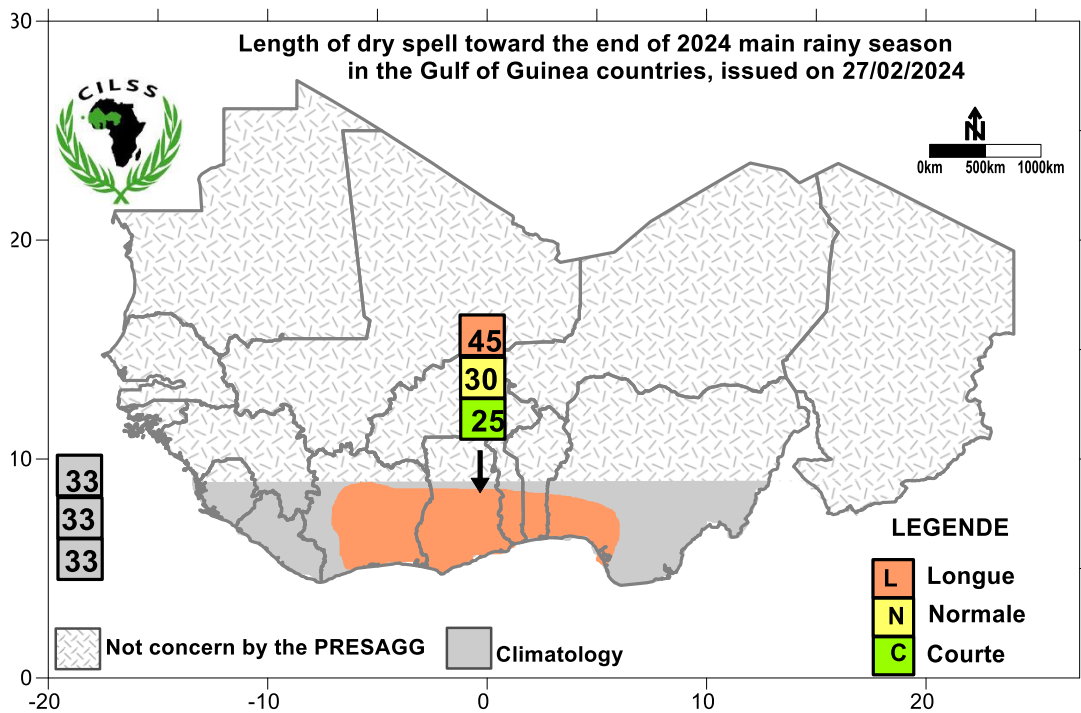 30
Length of dry spell toward the end of 2024 main rainy season
in the Gulf of Guinea countries, issued on 27/02/2024
CILSS
N
0km 500km 1000km
20
45
30
25
10
33
33
33
LEGENDE
L Longue
N Normale
C Courte
Not concern by the PRESAGG
Climatology
0
-20 -10 0 10 20